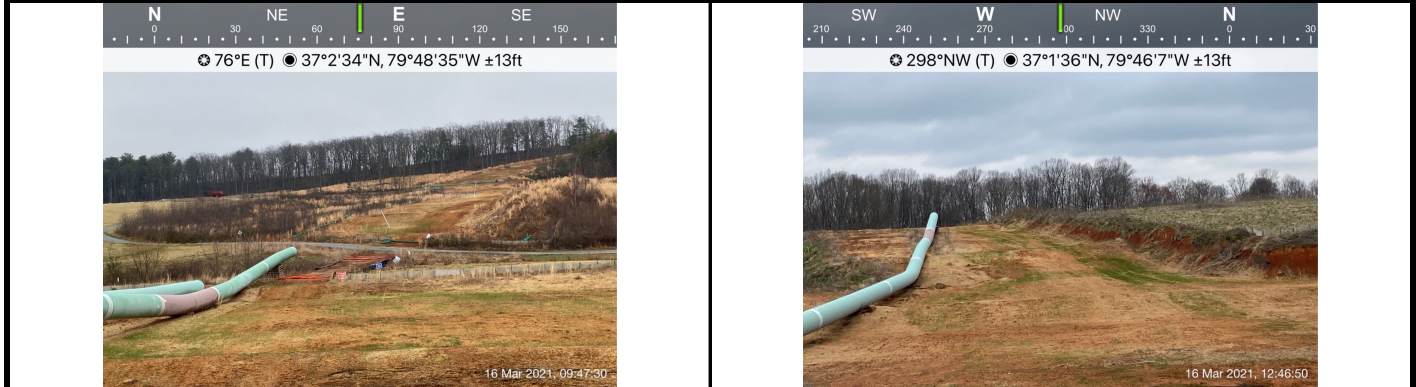 N NE E SE
0 30 60 90 120 150
76°E (T) 37°2'34"N, 79°48'35"W ±13ft
16 Mar 2021, 09:47:30
SW W NW N
210 240 270 00 330 0 30
298°NW (T) 37°1'36"N, 79°46'7"W ±13ft
16 Mar 2021, 12:46:50